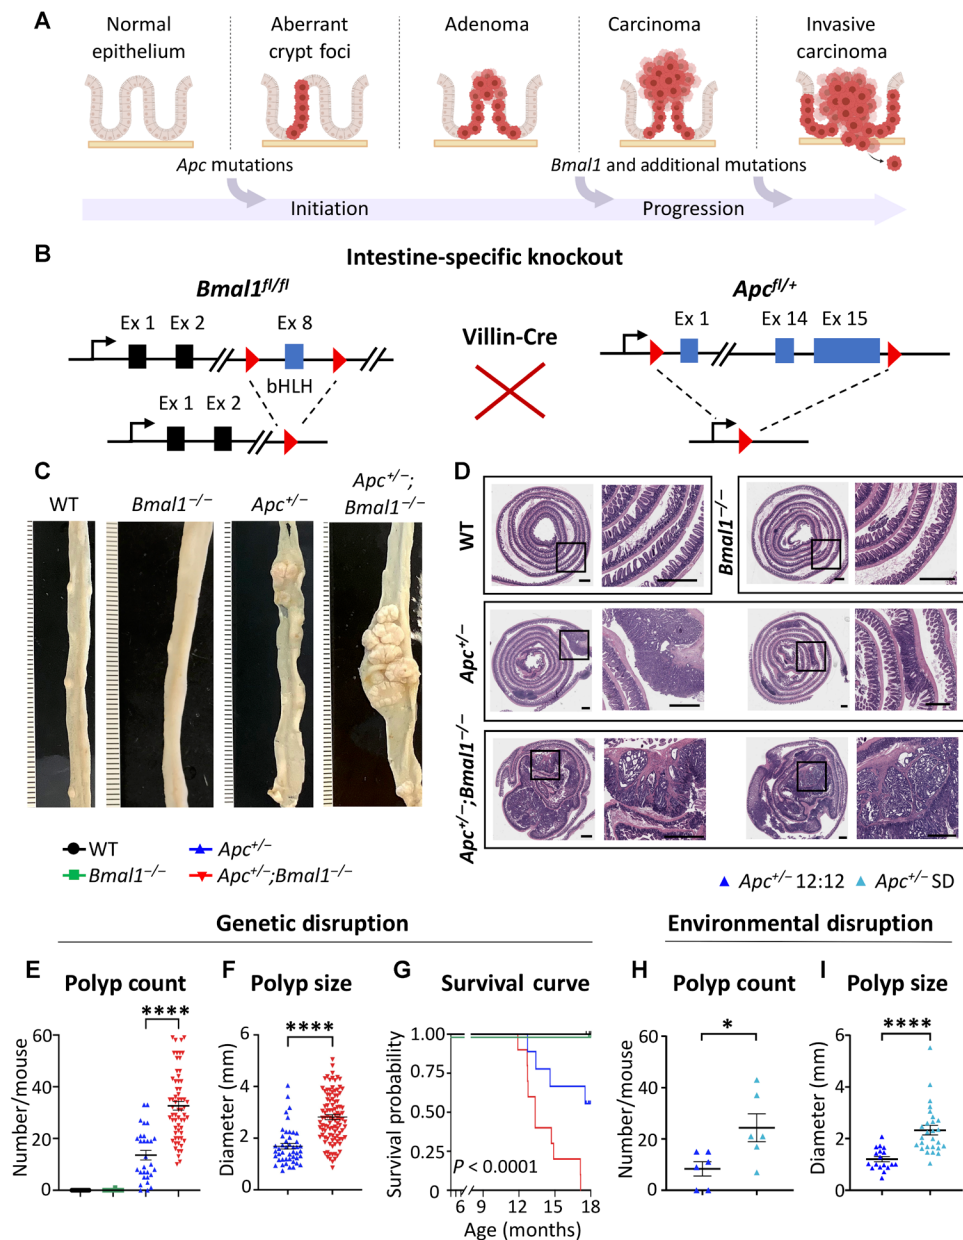 A
Normal
epithelium
Aberrant
crypt foci
Adenoma
Carcinoma
Invasive
carcinoma
Apc mutations
Bmal1 and additional mutations
Initiation
Progression
B
Intestine-specific knockout
Bmal1fl/fl
Apcfl/+
Ex 1
Ex 2
Ex 8
bHLH
Ex 1
Ex 2
Villin-Cre
Ex 1
Ex 14
Ex 15
C
WT
Bmal1−/−
Apc+/−
Apc+/−;
Bmal1−/−
D
WT
Bmal1−/−
Apc+/−
Apc+/−;Bmal1−/−
WT
Apc+/−
Bmal1−/−
Apc+/−;Bmal1−/−
Apc+/− 12:12
Apc+/− SD
Genetic disruption
Environmental disruption
E
Polyp count
****
Number/mouse
60
40
20
0
F
Polyp size
****
Diameter (mm)
6
4
2
0
G
Survival curve
Survival probability
1.00
0.75
0.50
0.25
0
P < 0.0001
6
9
12
15
18
Age (months)
H
Polyp count
*
Number/mouse
60
40
20
0
I
Polyp size
****
Diameter (mm)
6
4
2
0